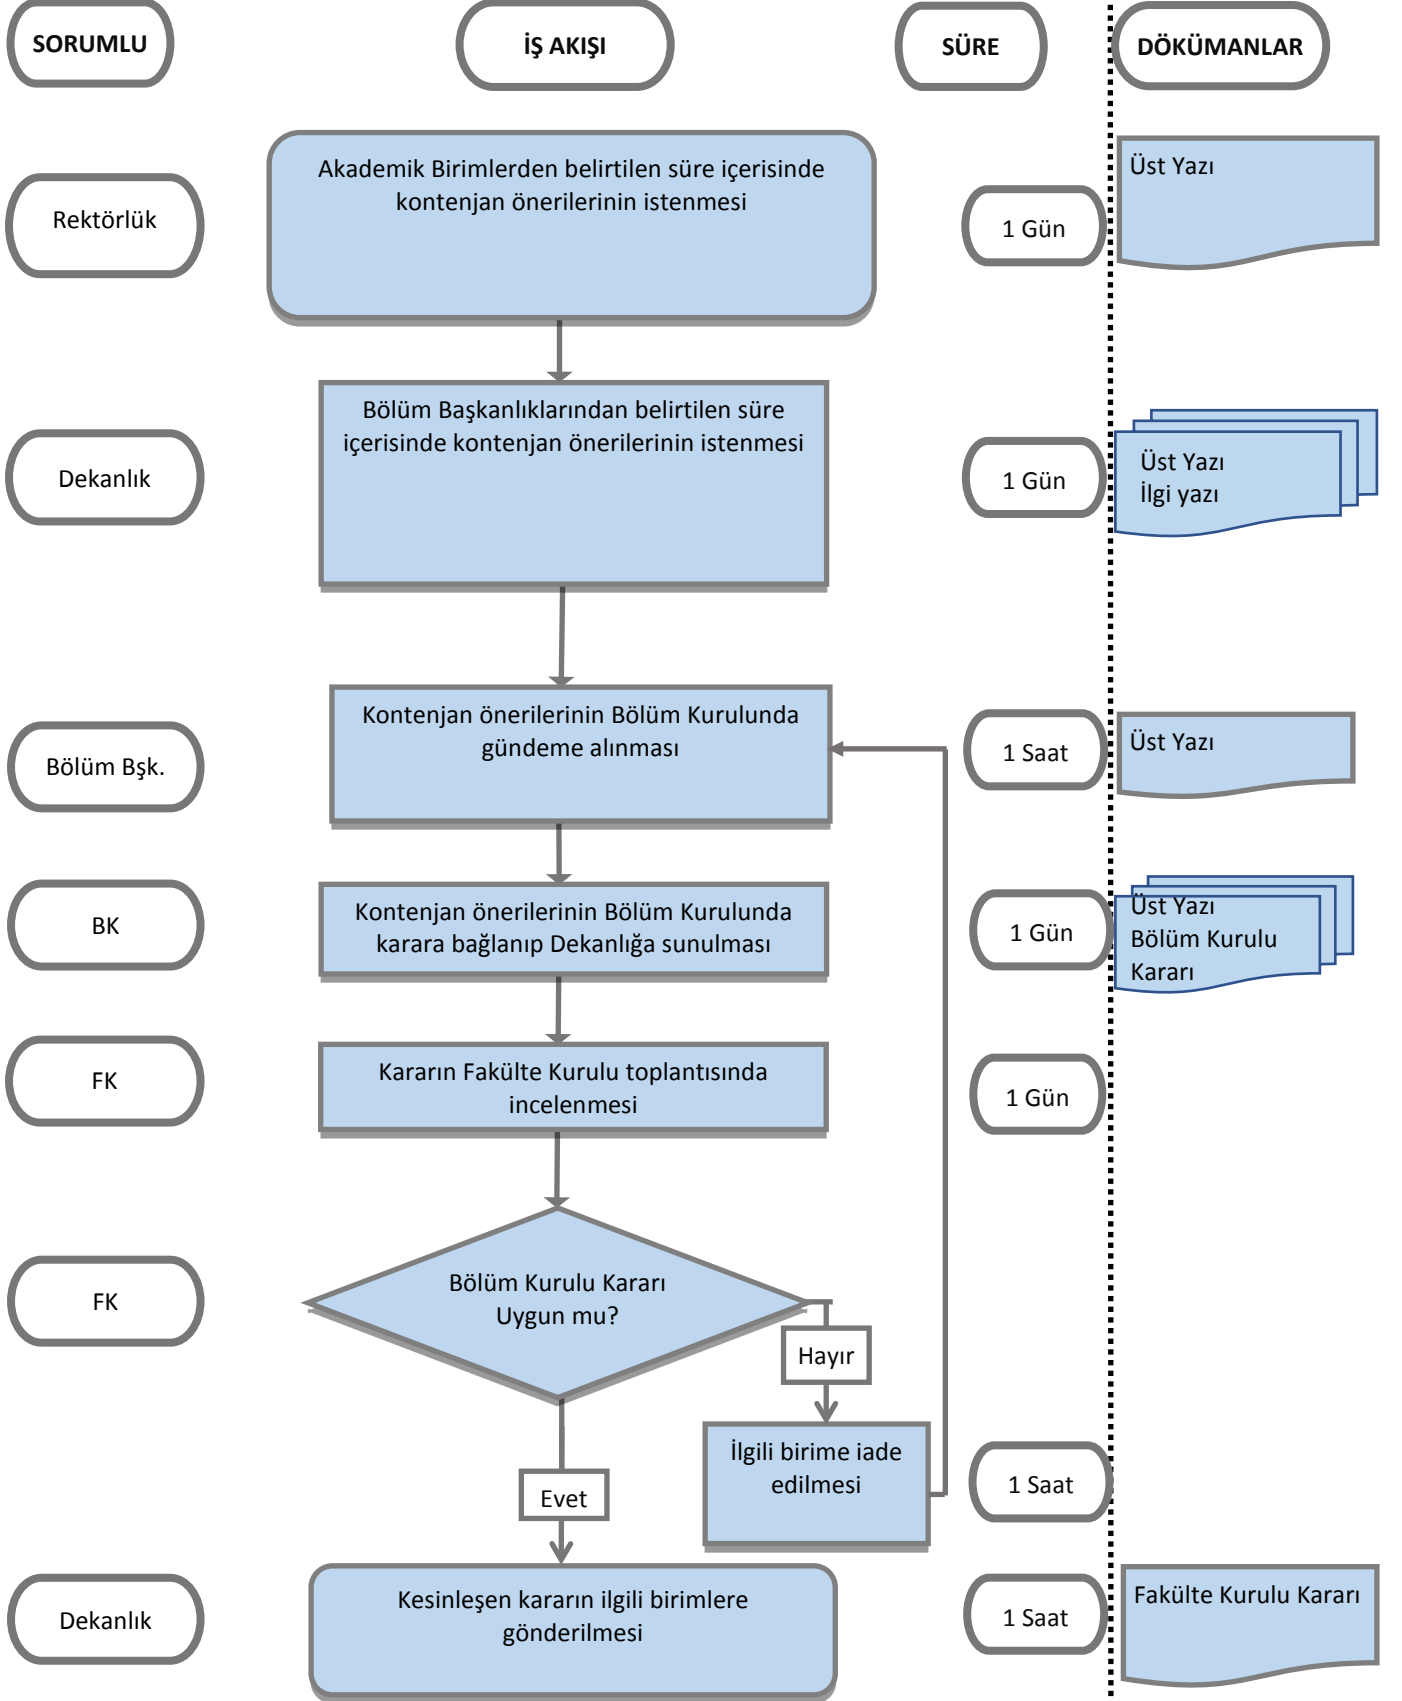 SORUMLU
İŞ AKIŞI
SÜRE
DÖKÜMANLAR
Rektörlük
Akademik Birimlerden belirtilen süre içerisinde
kontenjan önerilerinin istenmesi
1 Gün
Üst Yazı
Dekanlık
Bölüm Başkanlıklarından belirtilen süre
içerisinde kontenjan önerilerinin istenmesi
1 Gün
Üst Yazı
İlgi yazı
Bölüm Bşk.
Kontenjan önerilerinin Bölüm Kurulunda
gündeme alınması
1 Saat
Üst Yazı
BK
Kontenjan önerilerinin Bölüm Kurulunda
karara bağlanıp Dekanlığa sunulması
1 Gün
Üst Yazı
Bölüm Kurulu
Kararı
FK
Kararın Fakülte Kurulu toplantısında
incelenmesi
1 Gün
FK
Bölüm Kurulu Kararı
Uygun mu?
Hayır
İlgili birime iade
edilmesi
1 Saat
Evet
Dekanlık
Kesinleşen kararın ilgili birimlere
gönderilmesi
1 Saat
Fakülte Kurulu Kararı